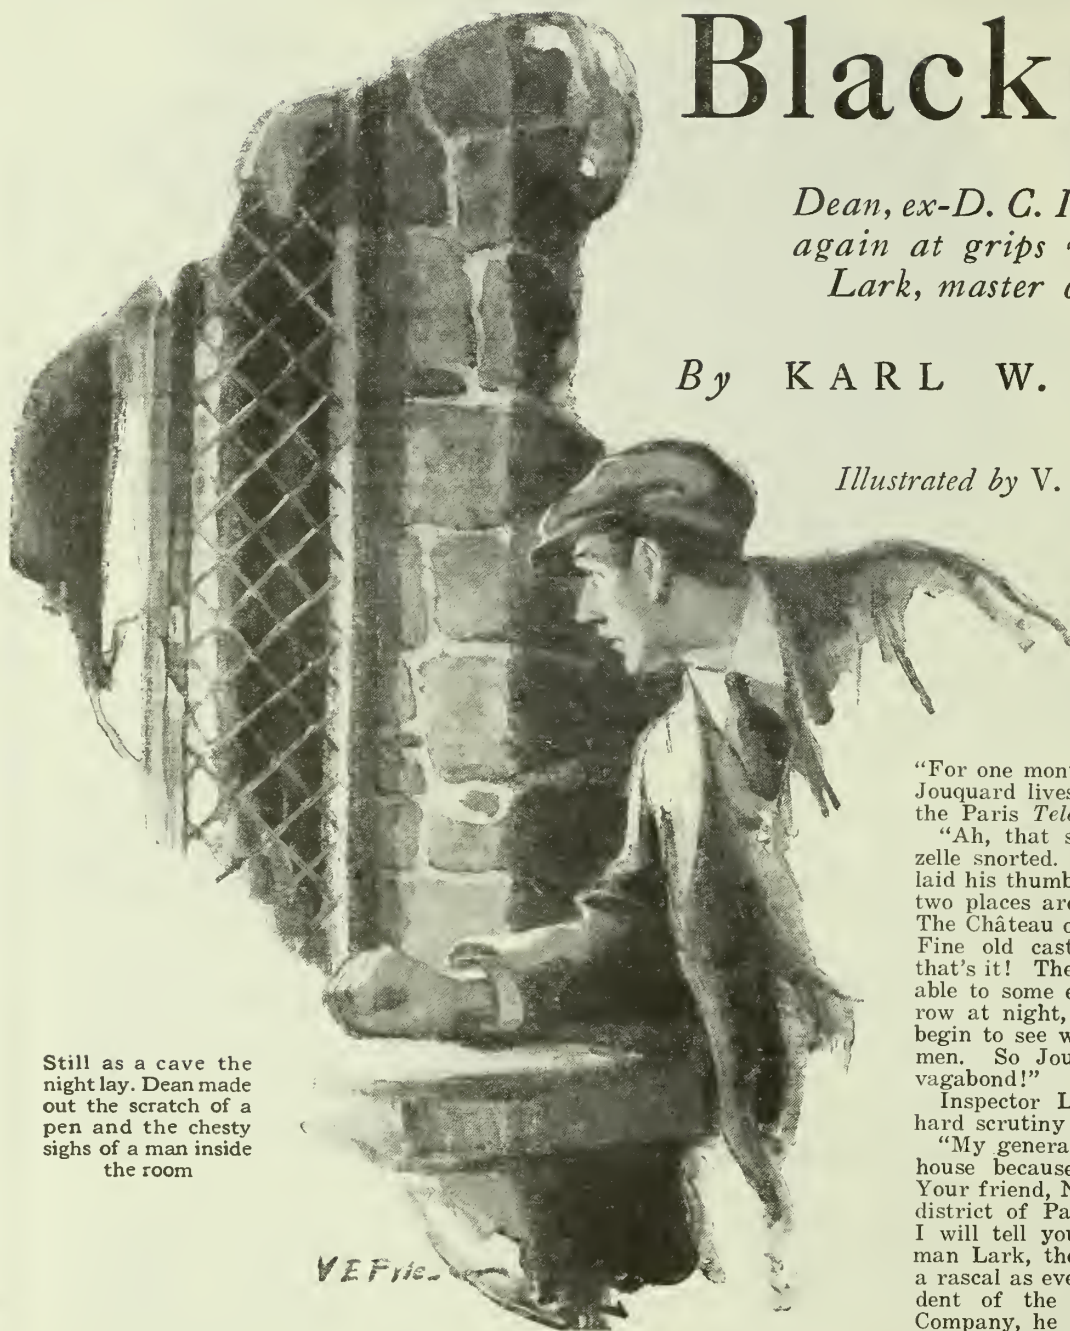 Black
Dean, ex-D. C. I
again at grips
Lark, master
By KARL W.
Illustrated by V.
"For one mon
Jouquard lives
the Paris Tel
"Ah, that s
zelle snorted.
laid his thumb
two places are
The Château
Fine old cast
that's it! The
able to some e
row at night,
begin to see w
men. So Jou
vagabond!"
Inspector L
hard scrutiny
"My genera
house because
Your friend, N
district of Pa
I will tell you
man Lark, the
a rascal as eve
dent of the
Company, he
Still as a cave the
night lay. Dean made
out the scratch of a
pen and the chesty
sighs of a man inside
the room
V E